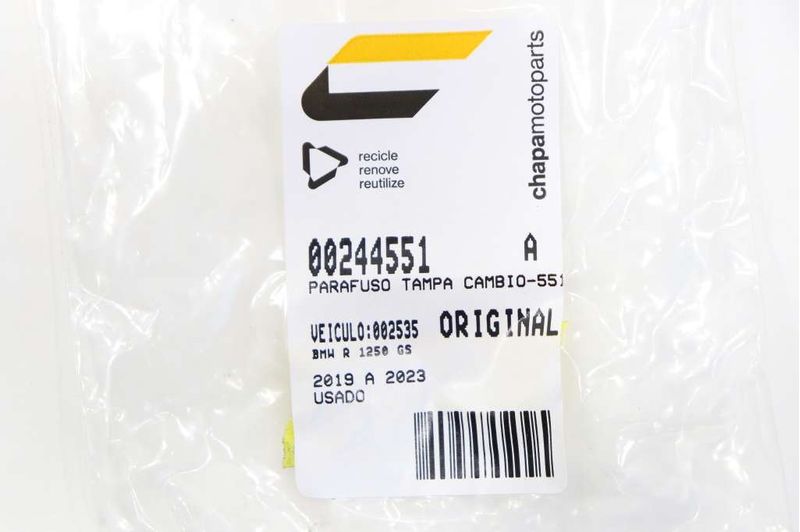 chapamotoparts
recicle
renove
reutilize
00244551 A
PARAFUSO TAMPA CAMBIO-551
VEICULO:002535 ORIGINAL
BMW R 1250 GS
2019 A 2023
USADO